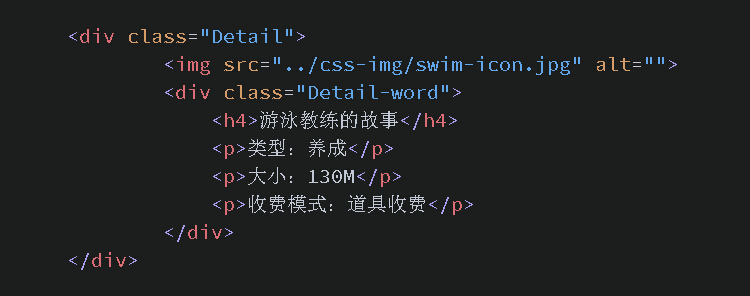 <div class="Detail">
<img src="../css-img/swim-icon.jpg" alt="">
<div class="Detail-word">
<h4>游泳教练的故事</h4>
<p>类型：养成</p>
<p>大小：130M</p>
<p>收费模式：道具收费</p>
</div>
</div>